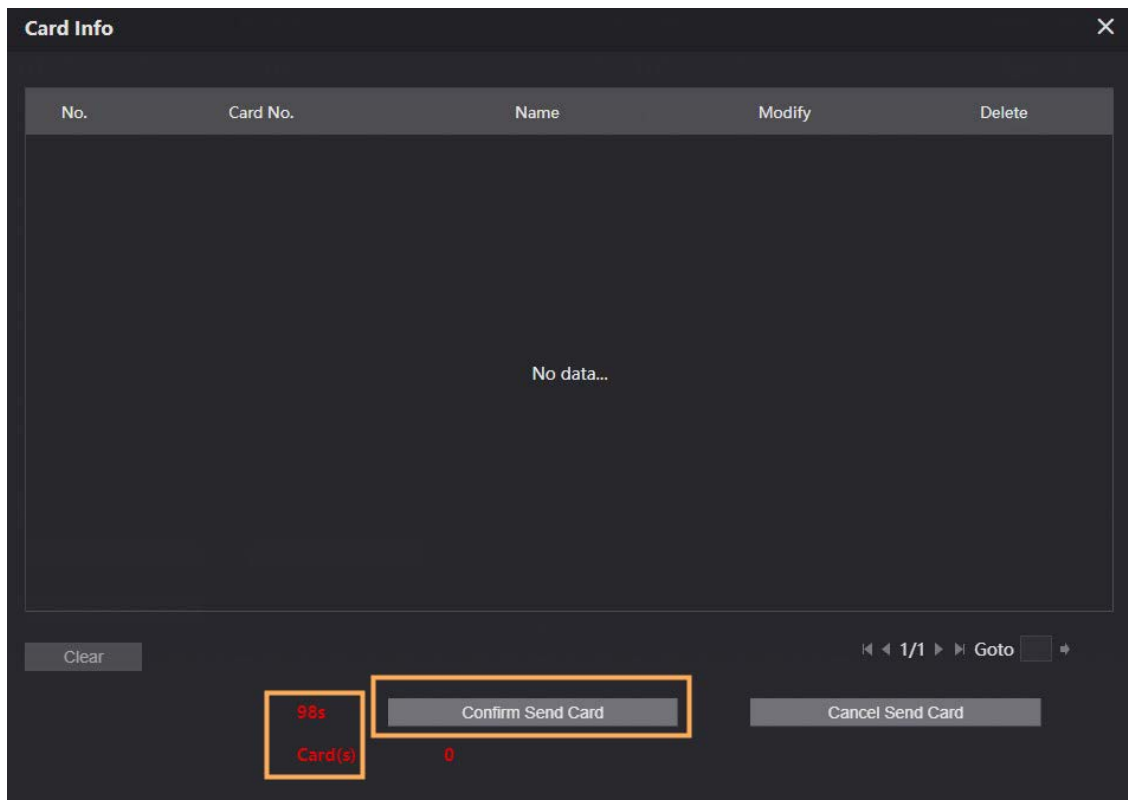 Card Info ×
No. Card No. Name Modify Delete
No data...
Clear 1/1 Goto
98s Confirm Send Card Cancel Send Card
Card(s) 0